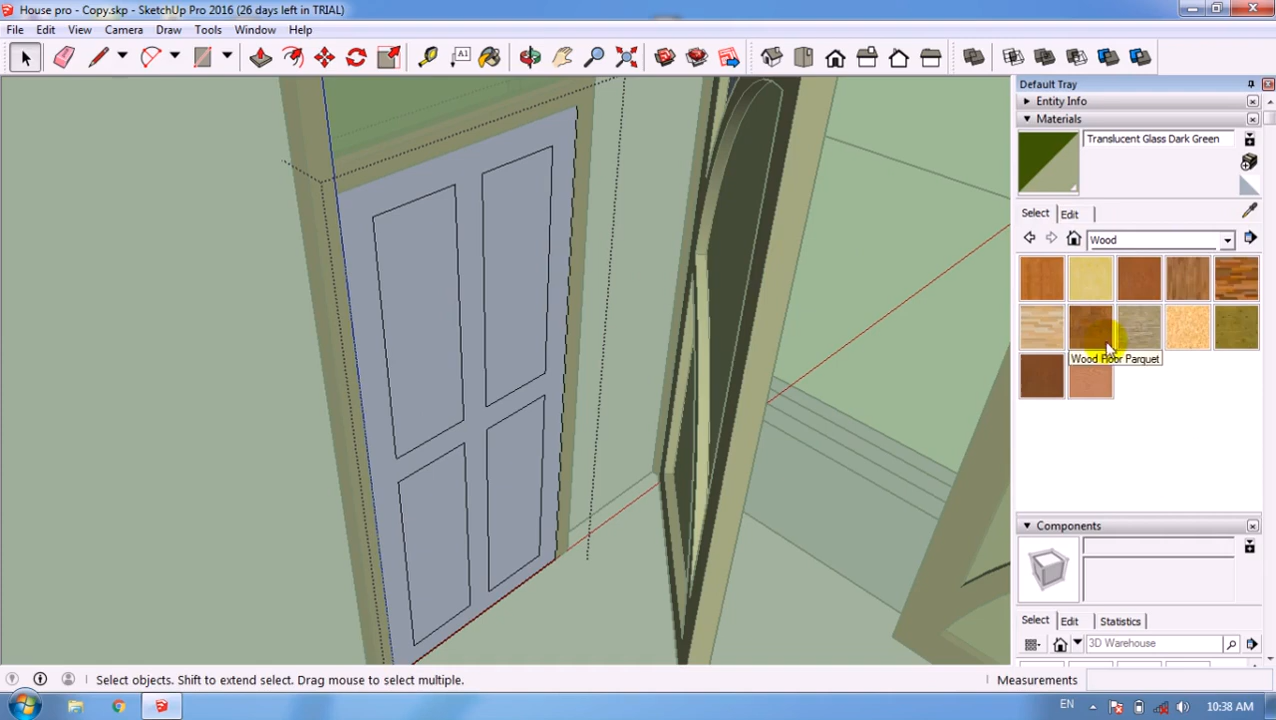 House pro - Copy.skp - SketchUp Pro 2016 (26 days left in TRIAL)
File Edit View Camera Draw Tools Window Help
A1
Default Tray
Entity Info
Materials
Translucent Glass Dark Green
Select Edit
Wood
Wood Floor Parquet
Components
Select Edit Statistics
3D Warehouse
Select objects. Shift to extend select. Drag mouse to select multiple.
Measurements
EN
10:38 AM